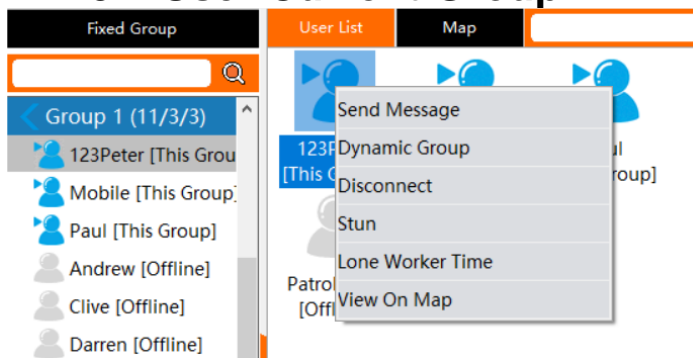 Fixed Group
User List
Map
Group 1 (11/3/3)
123Peter [This Grou
Mobile [This Group]
Paul [This Group]
Andrew [Offline]
Clive [Offline]
Darren [Offline]
123P
[This G
ul
roup]
Patrol
[Offl
Send Message
Dynamic Group
Disconnect
Stun
Lone Worker Time
View On Map